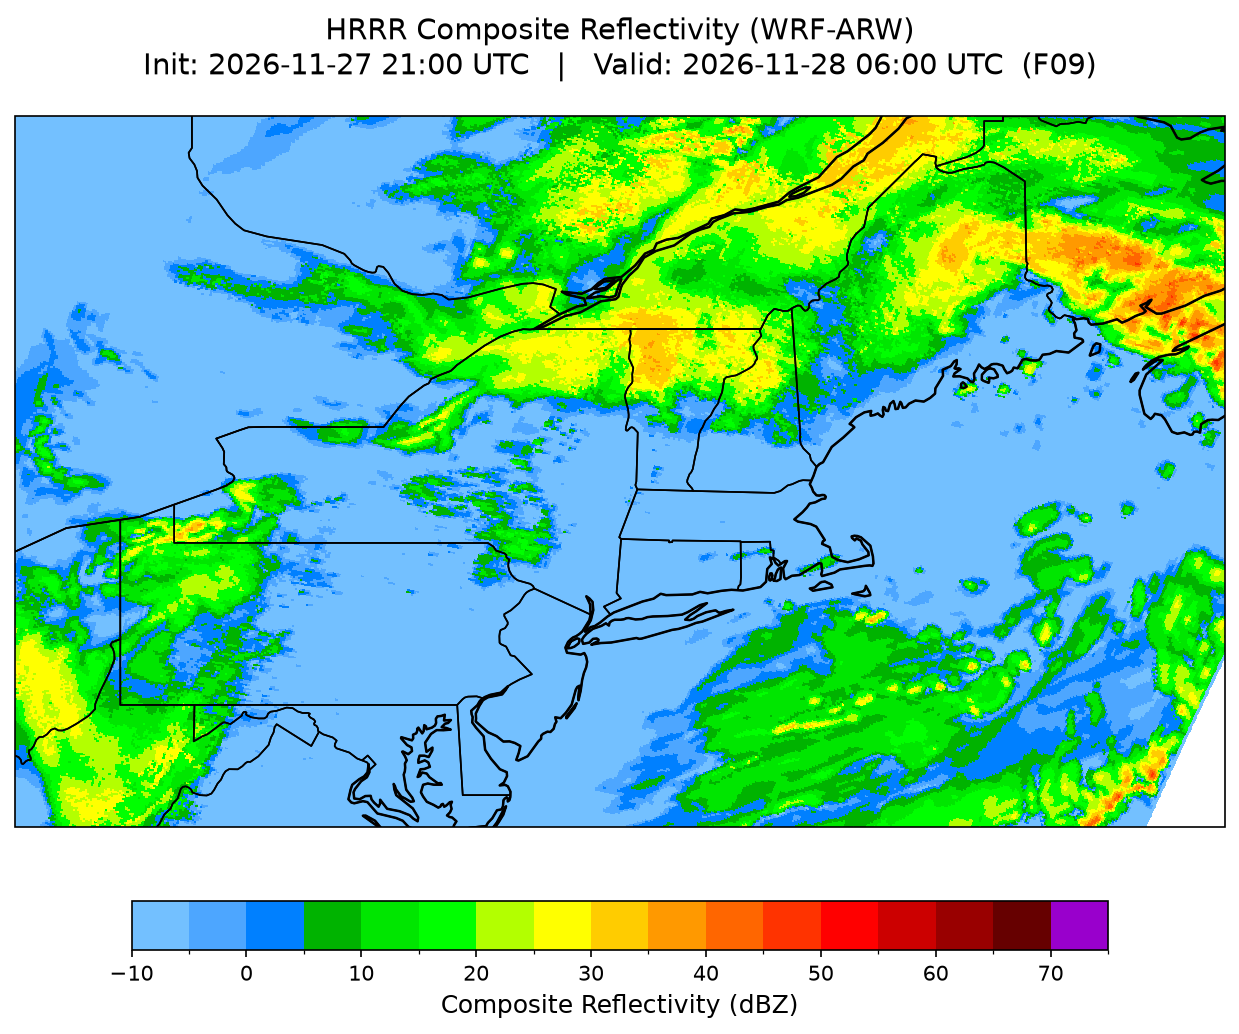 HRRR Composite Reflectivity (WRF-ARW)
Init: 2026-11-27 21:00 UTC   |   Valid: 2026-11-28 06:00 UTC  (F09)
−10 0 10 20 30 40 50 60 70
Composite Reflectivity (dBZ)